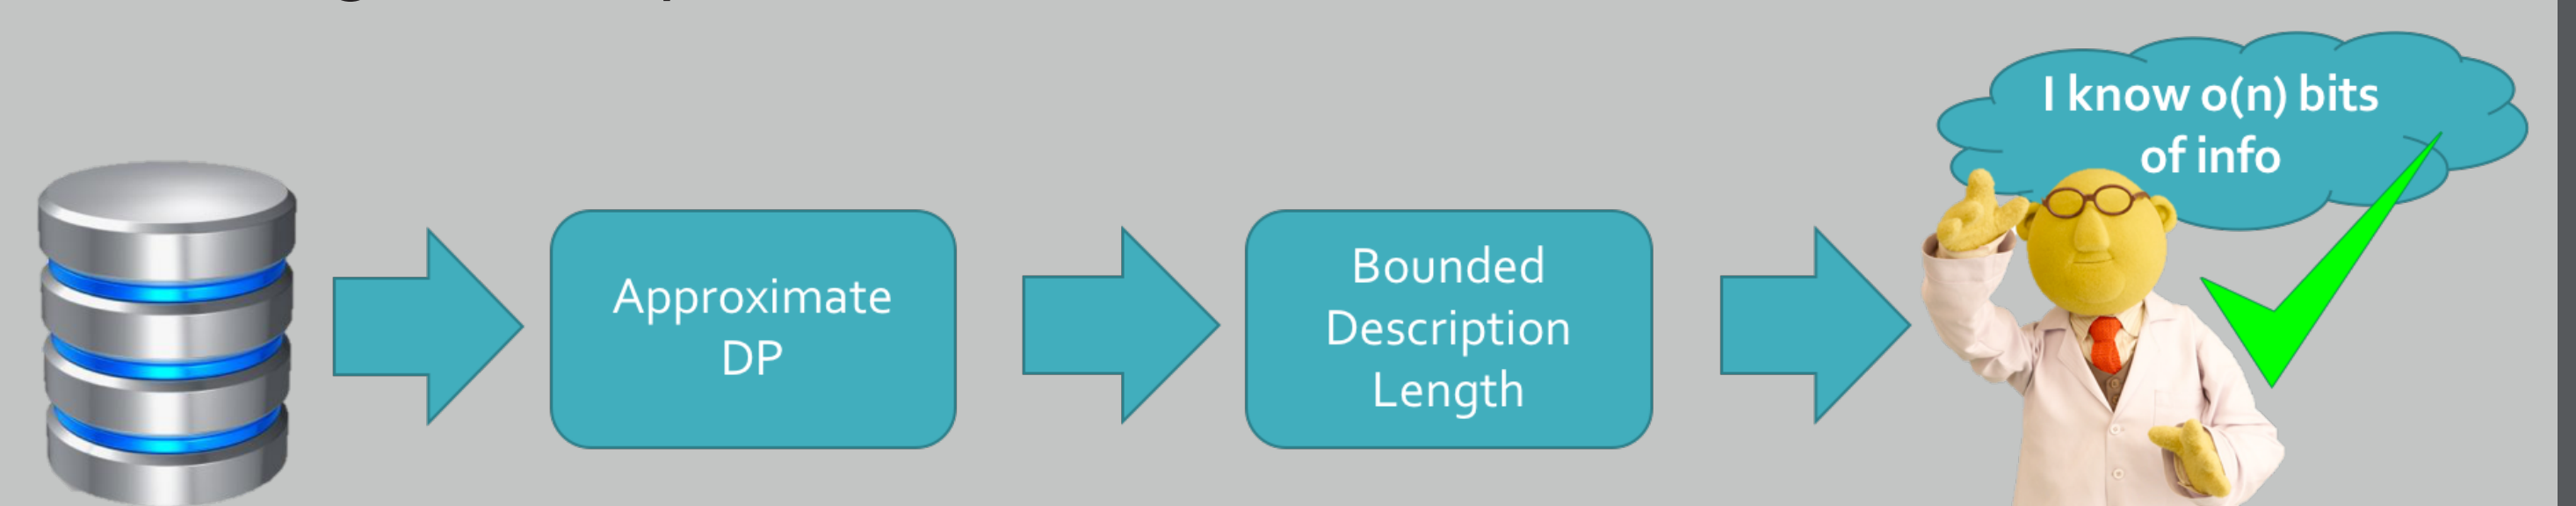 I know o(n) bits
of info
Approximate
DP
Bounded
Description
Length